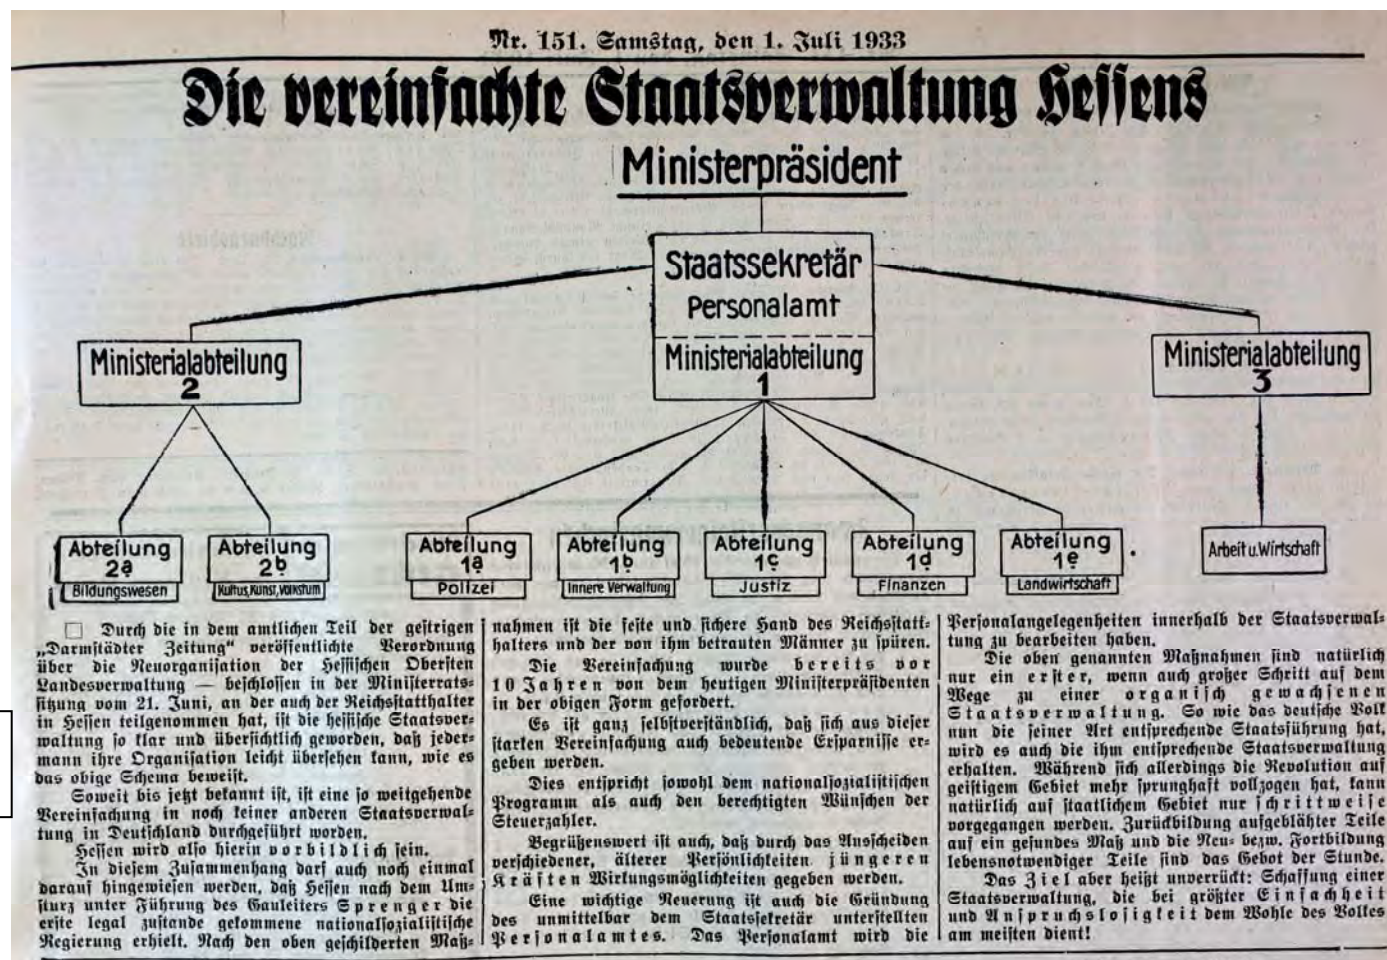 Nr. 151. Samstag, den 1. Juli 1933
Die vereinfachte Staatsverwaltung Hessens
Ministerpräsident
Staatssekretär
Personalamt
Ministerialabteilung
1
Ministerialabteilung
2
Ministerialabteilung
3
Abteilung
2a
Bildungswesen
Abteilung
2b
Kultus, Kunst, Volkstum
Abteilung
1a
Polizei
Abteilung
1b
Innere Verwaltung
Abteilung
1c
Justiz
Abteilung
1d
Finanzen
Abteilung
1e
Landwirtschaft
Arbeit u. Wirtschaft
Durch die in dem amtlichen Teil der gestrigen
„Darmstädter Zeitung“ veröffentlichte Verordnung
über die Neuorganisation der Hessischen Obersten
Landesverwaltung — beschlossen in der Ministerrats-
sitzung vom 21. Juni, an der auch der Reichsstatthalter
in Hessen teilgenommen hat, ist die hessische Staatsver-
waltung so klar und übersichtlich geworden, daß jeder-
mann ihre Organisation leicht übersehen kann, wie es
das obige Schema beweist.
Soweit bis jetzt bekannt ist, ist eine so weitgehende
Vereinfachung in noch keiner anderen Staatsverwal-
tung in Deutschland durchgeführt worden.
Hessen wird also hierin vorbildlich sein.
In diesem Zusammenhang darf auch noch einmal
darauf hingewiesen werden, daß Hessen nach dem Um-
sturz unter Führung des Gauleiters Sprenger die
erste legal zustande gekommene nationalsozialistische
Regierung erhielt. Nach den oben geschilderten Maß-
nahmen ist die feste und sichere Hand des Reichsstatt-
halters und der von ihm betrauten Männer zu spüren.
Die Vereinfachung wurde bereits vor
10 Jahren von dem heutigen Ministerpräsidenten
in der obigen Form gefordert.
Es ist ganz selbstverständlich, daß sich aus dieser
starken Vereinfachung auch bedeutende Ersparnisse er-
geben werden.
Dies entspricht sowohl dem nationalsozialistischen
Programm als auch den berechtigten Wünschen der
Steuerzahler.
Begrüßenswert ist auch, daß durch das Ausscheiden
verschiedener, älterer Persönlichkeiten jüngeren
Kräften Wirkungsmöglichkeiten gegeben werden.
Eine wichtige Neuerung ist auch die Gründung
des unmittelbar dem Staatssekretär unterstellten
Personalamtes. Das Personalamt wird die
Personalangelegenheiten innerhalb der Staatsverwal-
tung zu bearbeiten haben.
Die oben genannten Maßnahmen sind natürlich
nur ein erster, wenn auch großer Schritt auf dem
Wege zu einer organisch gewachsenen
Staatsverwaltung. So wie das deutsche Volk
nun die seiner Art entsprechende Staatsführung hat,
wird es auch die ihm entsprechende Staatsverwaltung
erhalten. Während sich allerdings die Revolution auf
geistigem Gebiet mehr sprunghaft vollzogen hat, kann
natürlich auf staatlichem Gebiet nur schrittweise
vorgegangen werden. Zurückbildung aufgeblähter Teile
auf ein gesundes Maß und die Neu- bezw. Fortbildung
lebensnotwendiger Teile sind das Gebot der Stunde.
Das Ziel aber heißt unverrückt: Schaffung einer
Staatsverwaltung, die bei größter Einfachheit
und Anspruchslosigkeit dem Wohle des Volkes
am meisten dient!